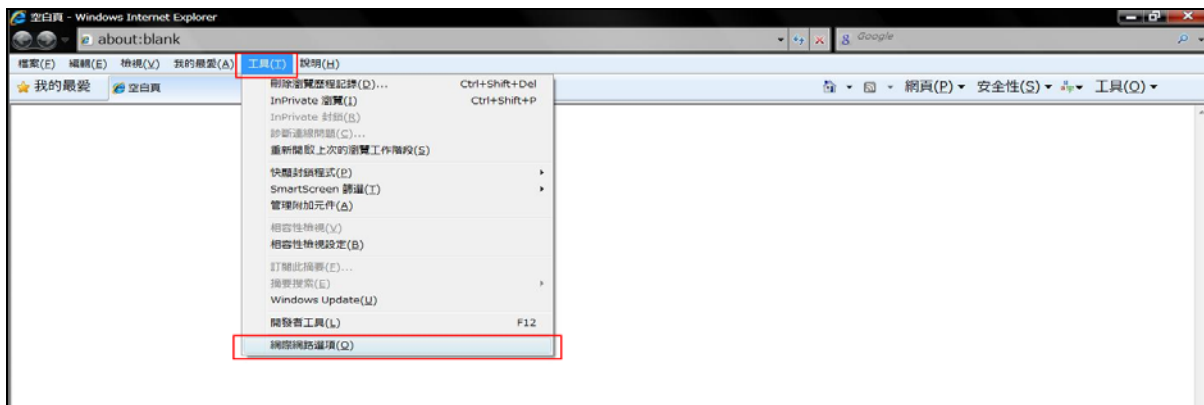 空白頁 - Windows Internet Explorer
about:blank
Google
檔案(F) 編輯(E) 檢視(V) 我的最愛(A) 工具(T) 說明(H)
我的最愛 空白頁 網頁(P) 安全性(S) 工具(O)
刪除瀏覽歷程記錄(D)... Ctrl+Shift+Del
InPrivate 瀏覽(I) Ctrl+Shift+P
InPrivate 封鎖(R)
診斷連線問題(C)...
重新開啟上次的瀏覽工作階段(S)
快顯封鎖程式(P)
SmartScreen 篩選(T)
管理附加元件(A)
相容性檢視(V)
相容性檢視設定(B)
訂閱此摘要(F)...
摘要搜索(E)
Windows Update(U)
開發者工具(L) F12
網際網路選項(O)